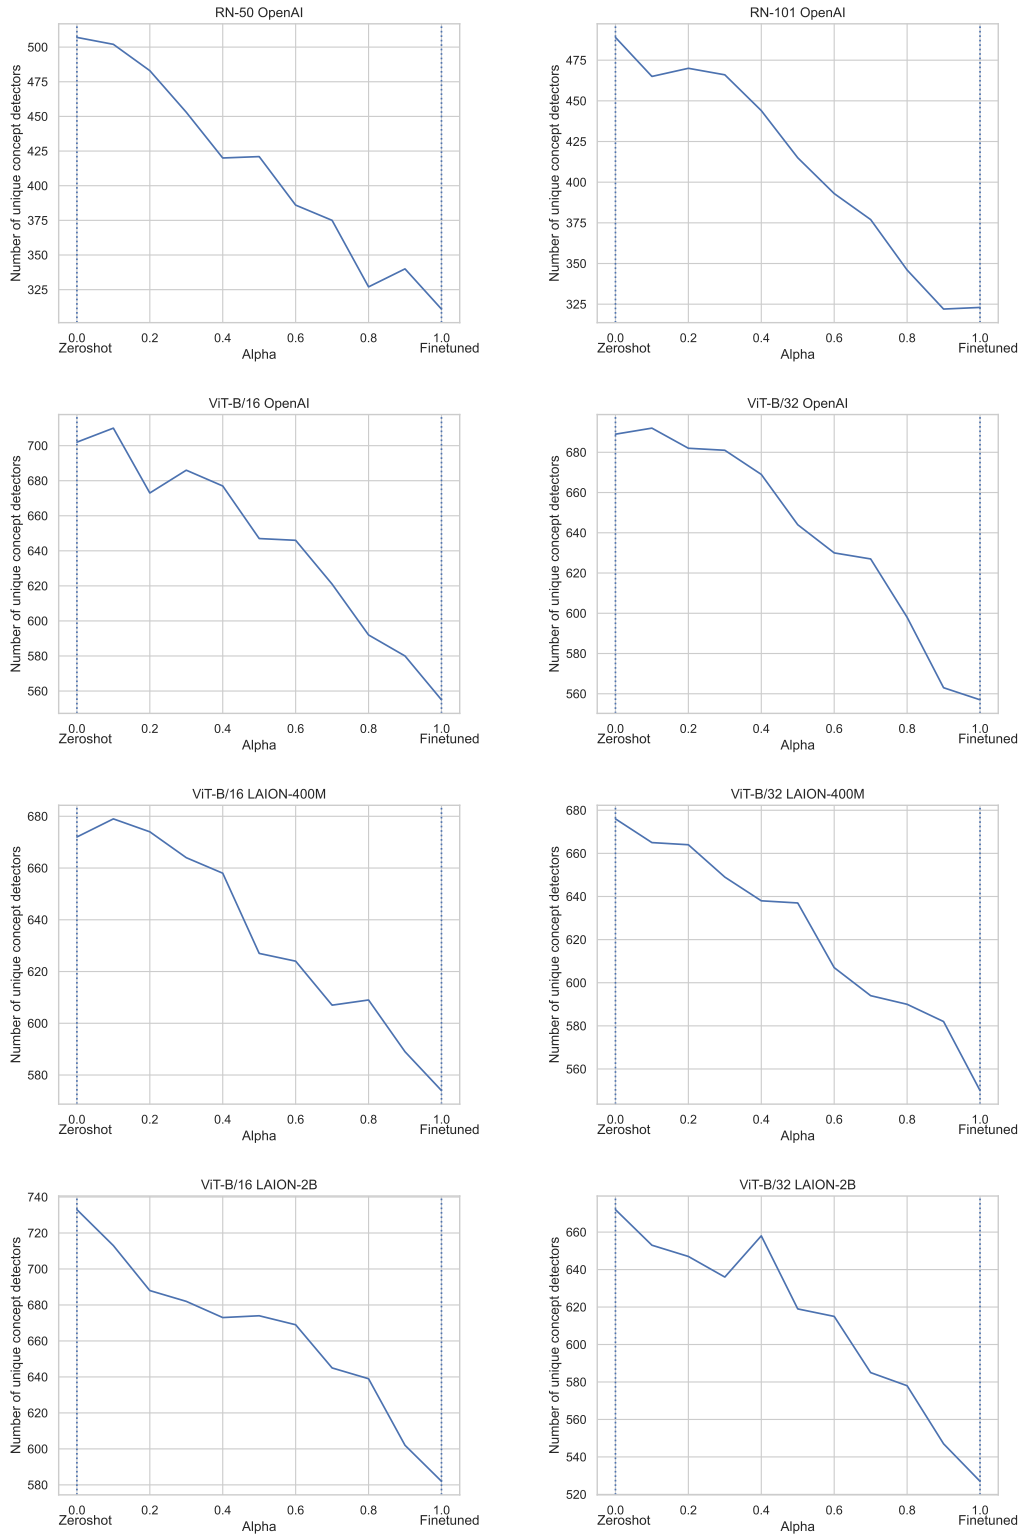 RN-50 OpenAI
Number of unique concept detectors
500
475
450
425
400
375
350
325
0.0 0.2 0.4 0.6 0.8 1.0
Zeroshot Alpha Finetuned
RN-101 OpenAI
Number of unique concept detectors
475
450
425
400
375
350
325
0.0 0.2 0.4 0.6 0.8 1.0
Zeroshot Alpha Finetuned
ViT-B/16 OpenAI
Number of unique concept detectors
700
680
660
640
620
600
580
560
0.0 0.2 0.4 0.6 0.8 1.0
Zeroshot Alpha Finetuned
ViT-B/32 OpenAI
Number of unique concept detectors
680
660
640
620
600
580
560
0.0 0.2 0.4 0.6 0.8 1.0
Zeroshot Alpha Finetuned
ViT-B/16 LAION-400M
Number of unique concept detectors
680
660
640
620
600
580
0.0 0.2 0.4 0.6 0.8 1.0
Zeroshot Alpha Finetuned
ViT-B/32 LAION-400M
Number of unique concept detectors
680
660
640
620
600
580
560
0.0 0.2 0.4 0.6 0.8 1.0
Zeroshot Alpha Finetuned
ViT-B/16 LAION-2B
Number of unique concept detectors
740
720
700
680
660
640
620
600
580
0.0 0.2 0.4 0.6 0.8 1.0
Zeroshot Alpha Finetuned
ViT-B/32 LAION-2B
Number of unique concept detectors
660
640
620
600
580
560
540
520
0.0 0.2 0.4 0.6 0.8 1.0
Zeroshot Alpha Finetuned